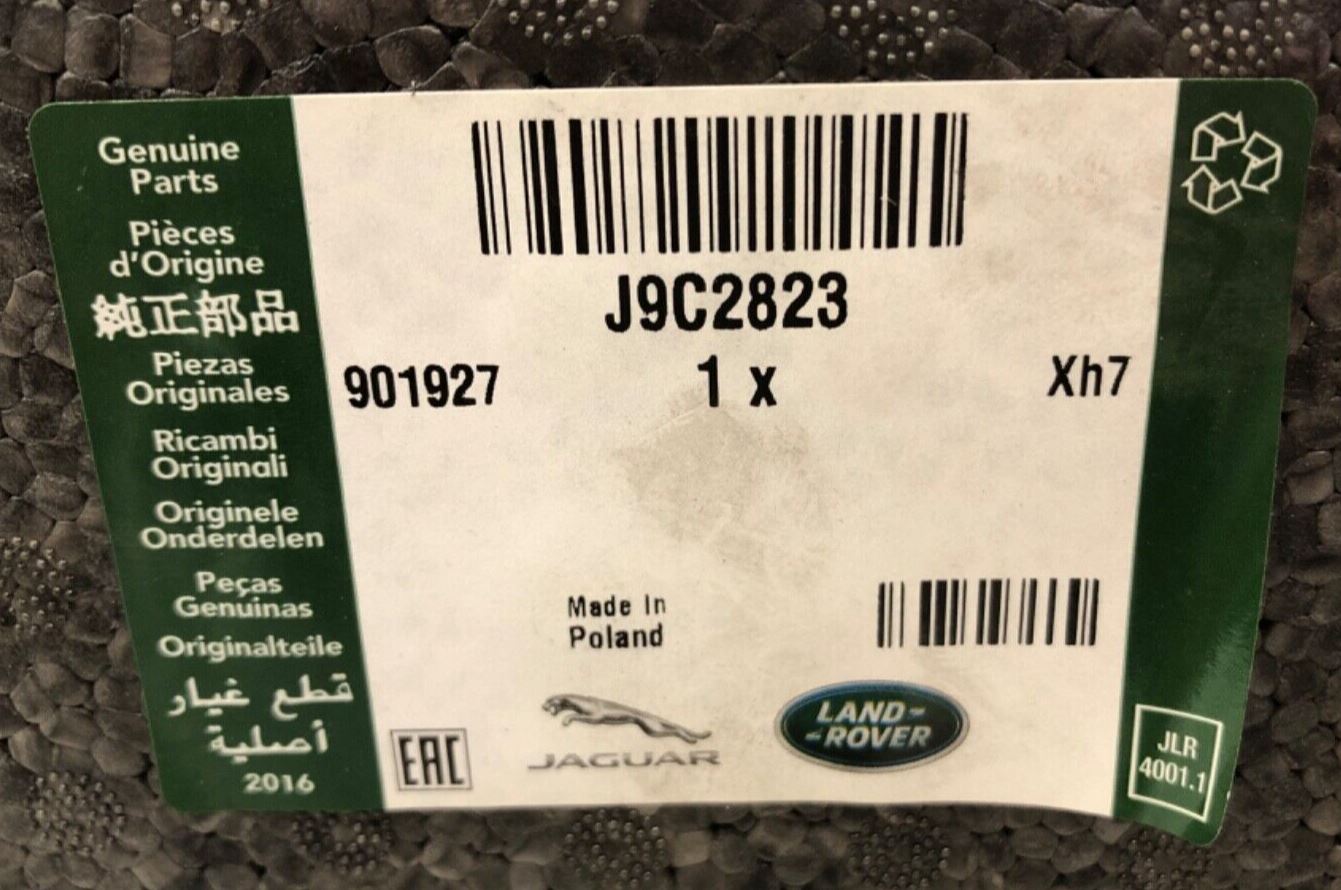 Genuine
Parts
Pièces
d'Origine
純正部品
Piezas
Originales
Ricambi
Originali
Originele
Onderdelen
Peças
Genuinas
Originalteile
قطع غيار
أصلية
2016
J9C2823
901927 1 x Xh7
Made In
Poland
EAC
JAGUAR
LAND-
-ROVER
JLR
4001.1